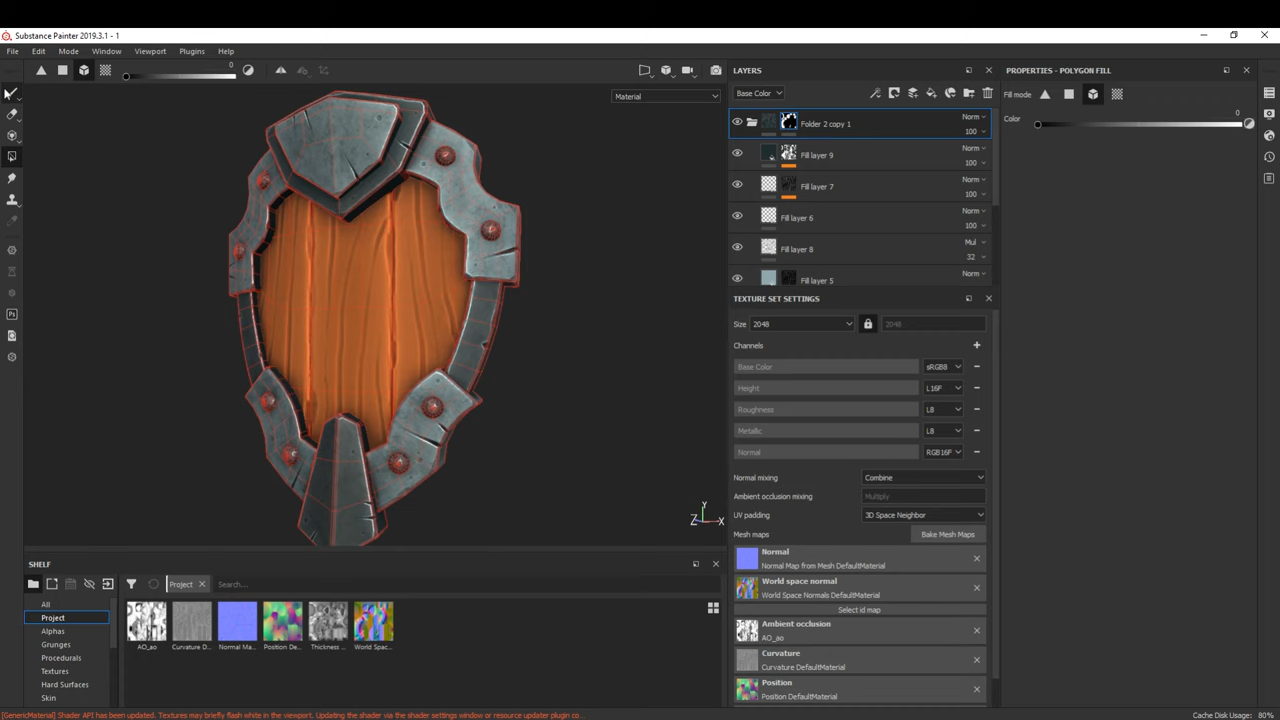 Substance Painter 2019.3.1 - 1
File Edit Mode Window Viewport Plugins Help
0
Material
LAYERS
Base Color
Folder 2 copy 1
Norm
100
Fill layer 9
Norm
100
Fill layer 7
Norm
100
Fill layer 6
Norm
100
Fill layer 8
Mul
32
Fill layer 5
Norm
TEXTURE SET SETTINGS
Size 2048 2048
Channels
Base Color sRGB8
Height L16F
Roughness L8
Metallic L8
Normal RGB16F
Normal mixing Combine
Ambient occlusion mixing Multiply
UV padding 3D Space Neighbor
Mesh maps Bake Mesh Maps
Normal
Normal Map from Mesh DefaultMaterial
World space normal
World Space Normals DefaultMaterial
Select id map
Ambient occlusion
AO_ao
Curvature
Curvature DefaultMaterial
Position
Position DefaultMaterial
PROPERTIES - POLYGON FILL
Fill mode
Color 0
Y
Z X
SHELF
Project Search...
All
Project
Alphas
Grunges
Procedurals
Textures
Hard Surfaces
Skin
AO_ao Curvature D... Normal Ma... Position De... Thickness ... World Spac...
[GenericMaterial] Shader API has been updated. Textures may briefly flash white in the viewport. Updating the shader via the shader settings window or resource updater plugin co...
Cache Disk Usage: 80%